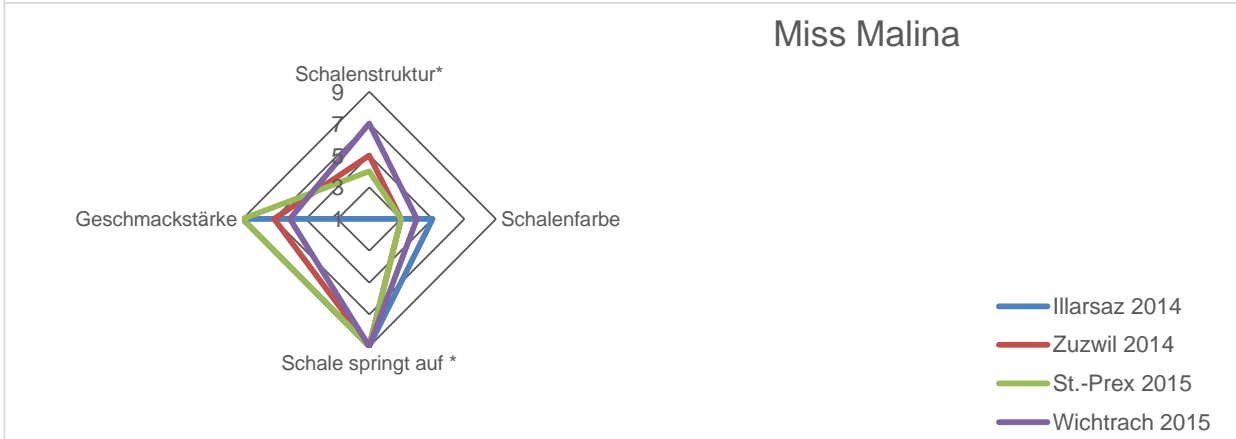 Miss Malina
Schalenstruktur*
9
7
5
3
1
Geschmackstärke
Schalenfarbe
Schale springt auf *
Illarsaz 2014
Zuzwil 2014
St.-Prex 2015
Wichtrach 2015